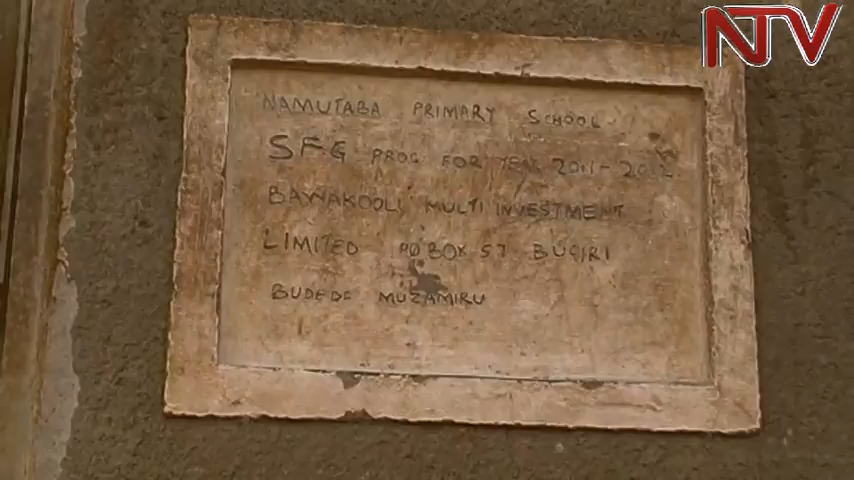 NTV
NAMUTABA PRIMARY SCHOOL
SFG PROG FOR YEAR 2011-2012
BAWAKOOLI MULTI INVESTMENT
LIMITED P.O BOX 57 BUGIRI
BUDEDE MUZAMIRU